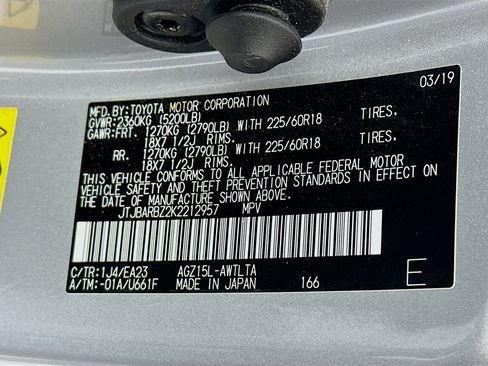 03/19
MFD.BY:TOYOTA MOTOR CORPORATION
GVWR:2360KG (5200LB)
GAWR:FRT. 1270KG (2790LB) WITH 225/60R18 TIRES,
18X7 1/2J RIMS.
RR. 1270KG (2790LB) WITH 225/60R18 TIRES,
18X7 1/2J RIMS.
THIS VEHICLE CONFORMS TO ALL APPLICABLE FEDERAL MOTOR
VEHICLE SAFETY AND THEFT PREVENTION STANDARDS IN EFFECT ON
THE DATE OF MANUFACTURE SHOWN ABOVE.
JTJBARBZ2K2212957 MPV
C/TR:1J4/EA23 AGZ15L-AWTLTA
A/TM:-01A/U661F MADE IN JAPAN 166 E